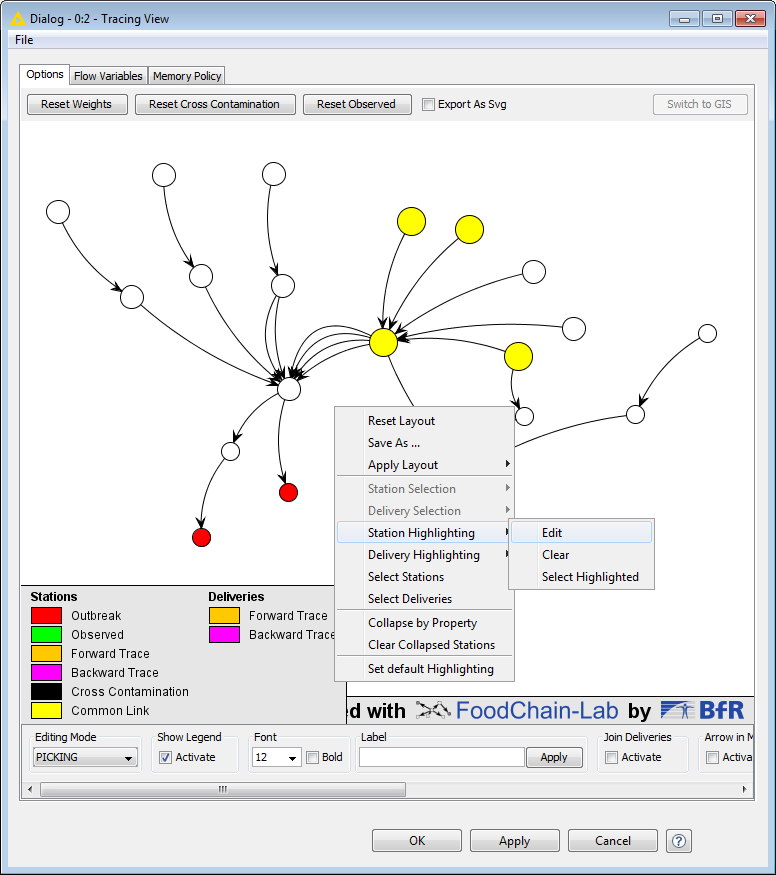 Dialog - 0:2 - Tracing View
File
Options Flow Variables Memory Policy
Reset Weights Reset Cross Contamination Reset Observed Export As Svg Switch to GIS
Reset Layout
Save As ...
Apply Layout
Station Selection
Delivery Selection
Station Highlighting Edit
Delivery Highlighting Clear
Select Stations Select Highlighted
Select Deliveries
Collapse by Property
Clear Collapsed Stations
Set default Highlighting
Stations Deliveries
Outbreak Forward Trace
Observed Backward Trace
Forward Trace
Backward Trace
Cross Contamination
Common Link
ed with FoodChain-Lab by BfR
Editing Mode Show Legend Font Label Join Deliveries Arrow in M
PICKING Activate 12 Bold Apply Activate Activa
OK Apply Cancel ?